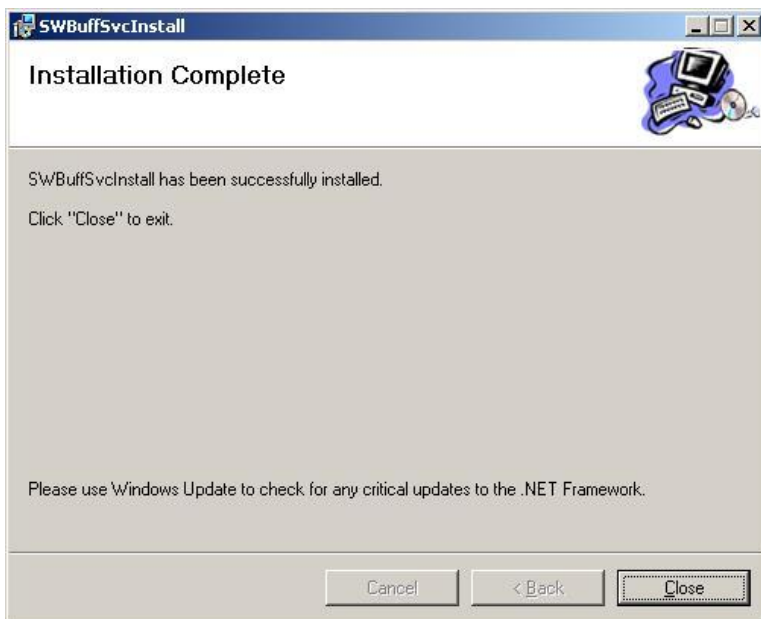 SWBuffSvcInstall
Installation Complete
SWBuffSvcInstall has been successfully installed.
Click "Close" to exit.
Please use Windows Update to check for any critical updates to the .NET Framework.
Cancel
< Back
Close